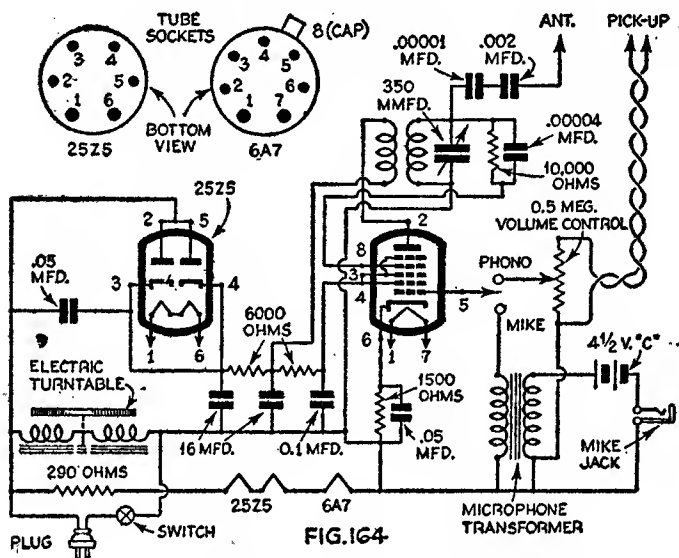 TUBE
SOCKETS
8(CAP)
3 4
2 5
1 6
4
3 5
2 6
1 7
BOTTOM
VIEW
25Z5
6A7
ANT.
PICK-UP
.00001
MFD.
.002
MFD.
350
MMFD.
.00004
MFD.
10,000
OHMS
0.5 MEG.
VOLUME CONTROL
25Z5
2 5
.05
MFD.
3 4
1 6
2
8
3
4
5
6
1 7
PHONO
MIKE
6000
OHMS
4½ V. "C"
ELECTRIC
TURNTABLE
1500
OHMS
16 MFD.
0.1 MFD.
.05
MFD.
MIKE
JACK
290 OHMS
25Z5
6A7
MICROPHONE
TRANSFORMER
PLUG
SWITCH
FIG.164